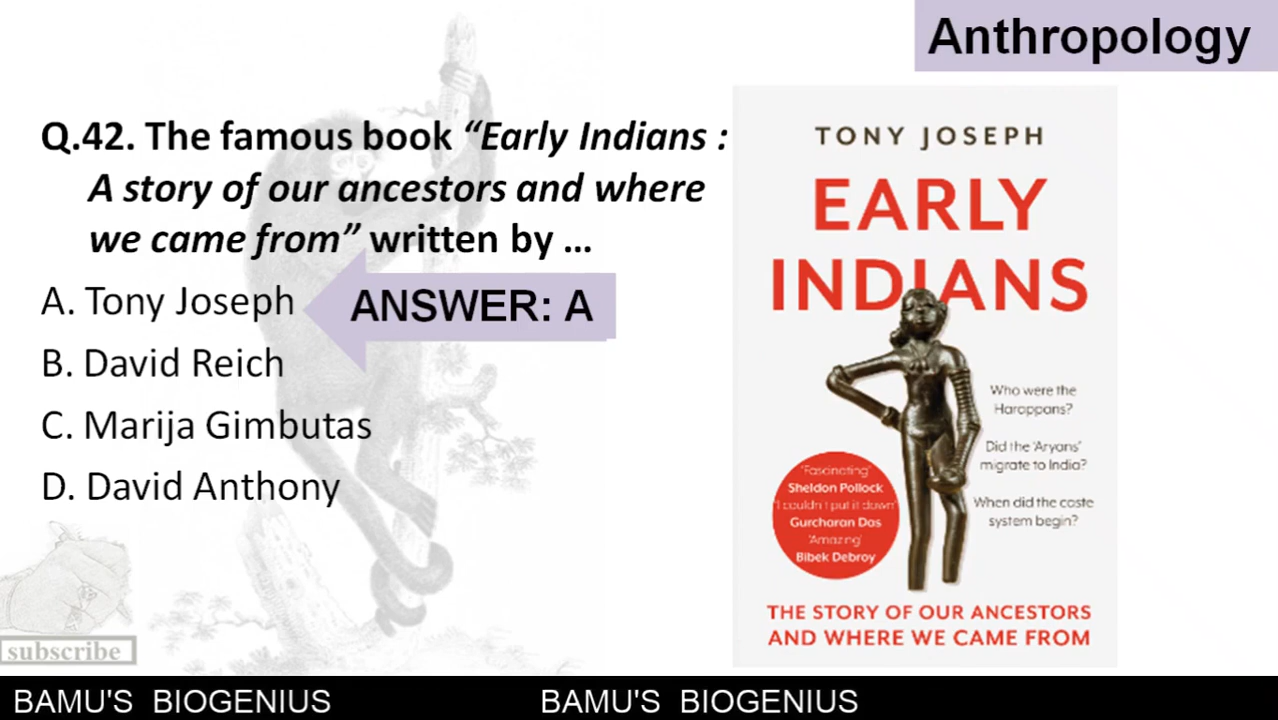 Anthropology
Q.42. The famous book “Early Indians :
A story of our ancestors and where
we came from” written by ...
A. Tony Joseph
ANSWER: A
B. David Reich
C. Marija Gimbutas
D. David Anthony
subscribe
TONY JOSEPH
EARLY
INDIANS
Who were the
Harappans?
Did the ‘Aryans’
migrate to India?
When did the caste
system begin?
‘Fascinating’
Sheldon Pollock
‘I couldn't put it down’
Gurcharan Das
‘Amazing’
Bibek Debroy
THE STORY OF OUR ANCESTORS
AND WHERE WE CAME FROM
BAMU'S BIOGENIUS
BAMU'S BIOGENIUS